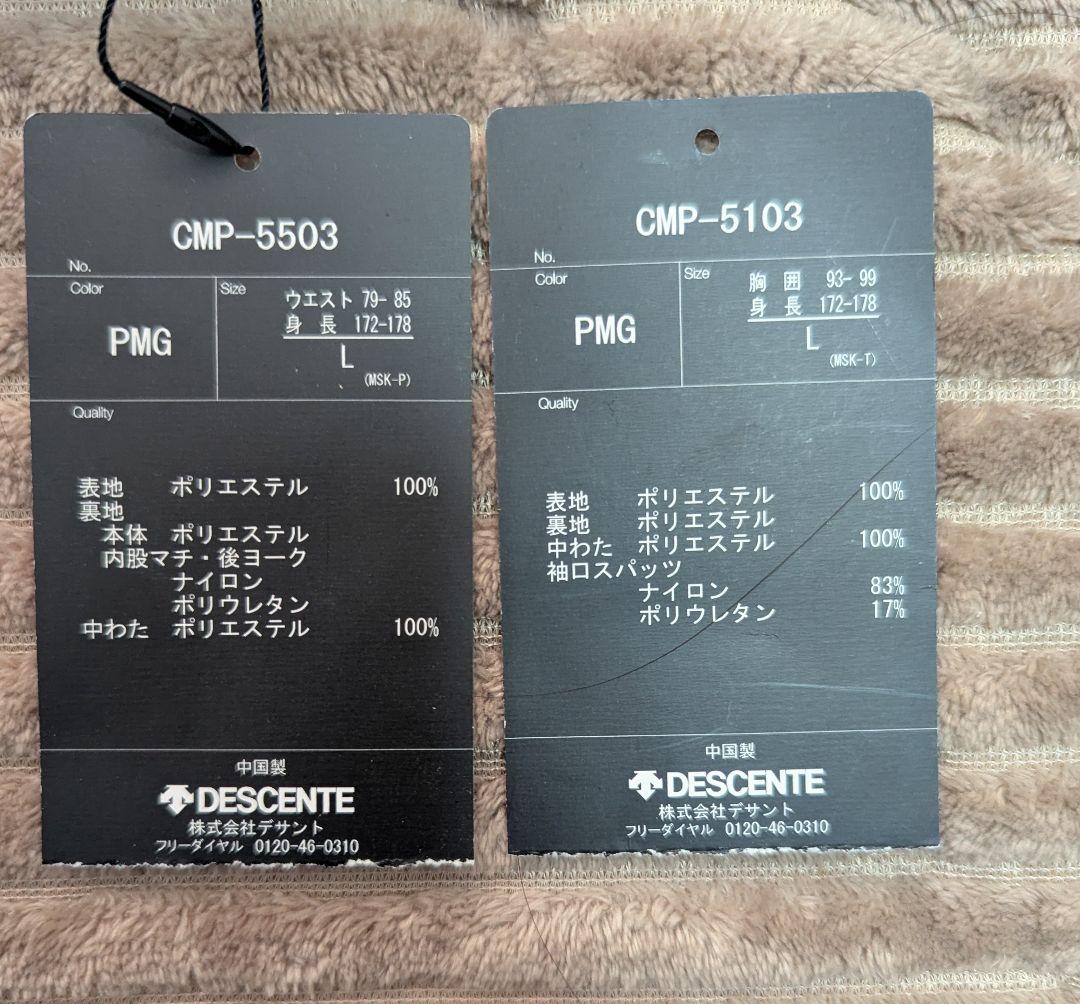 CMP-5503
No.
Color
PMG
Size
ウエスト 79- 85
身 長 172-178
L
(MSK-P)
Quality
表地 ポリエステル 100%
裏地
本体 ポリエステル
内股マチ・後ヨーク
ナイロン
ポリウレタン
中わた ポリエステル 100%
中国製
DESCENTE
株式会社デサント
フリーダイヤル 0120-46-0310
CMP-5103
No.
Color
PMG
Size
胸 囲 93- 99
身 長 172-178
L
(MSK-T)
Quality
表地 ポリエステル 100%
裏地 ポリエステル
中わた ポリエステル 100%
袖口スパッツ
ナイロン 83%
ポリウレタン 17%
中国製
DESCENTE
株式会社デサント
フリーダイヤル 0120-46-0310